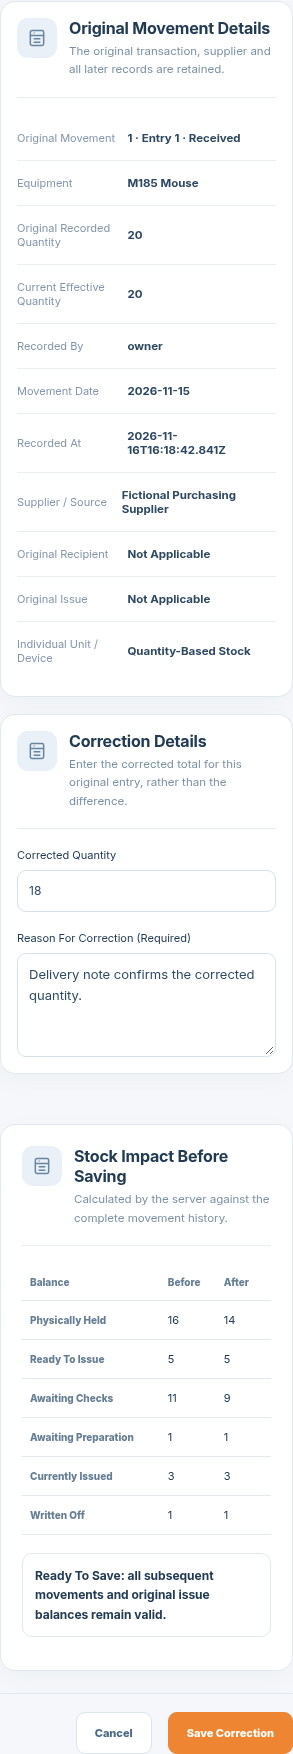 Original Movement Details
The original transaction, supplier and
all later records are retained.
Original Movement 1 · Entry 1 · Received
Equipment M185 Mouse
Original Recorded
Quantity 20
Current Effective
Quantity 20
Recorded By owner
Movement Date 2026-11-15
Recorded At 2026-11-
16T16:18:42.841Z
Supplier / Source Fictional Purchasing
Supplier
Original Recipient Not Applicable
Original Issue Not Applicable
Individual Unit /
Device Quantity-Based Stock
Correction Details
Enter the corrected total for this
original entry, rather than the
difference.
Corrected Quantity
18
Reason For Correction (Required)
Delivery note confirms the corrected
quantity.
Stock Impact Before
Saving
Calculated by the server against the
complete movement history.
Balance Before After
Physically Held 16 14
Ready To Issue 5 5
Awaiting Checks 11 9
Awaiting Preparation 1 1
Currently Issued 3 3
Written Off 1 1
Ready To Save: all subsequent
movements and original issue
balances remain valid.
Cancel Save Correction